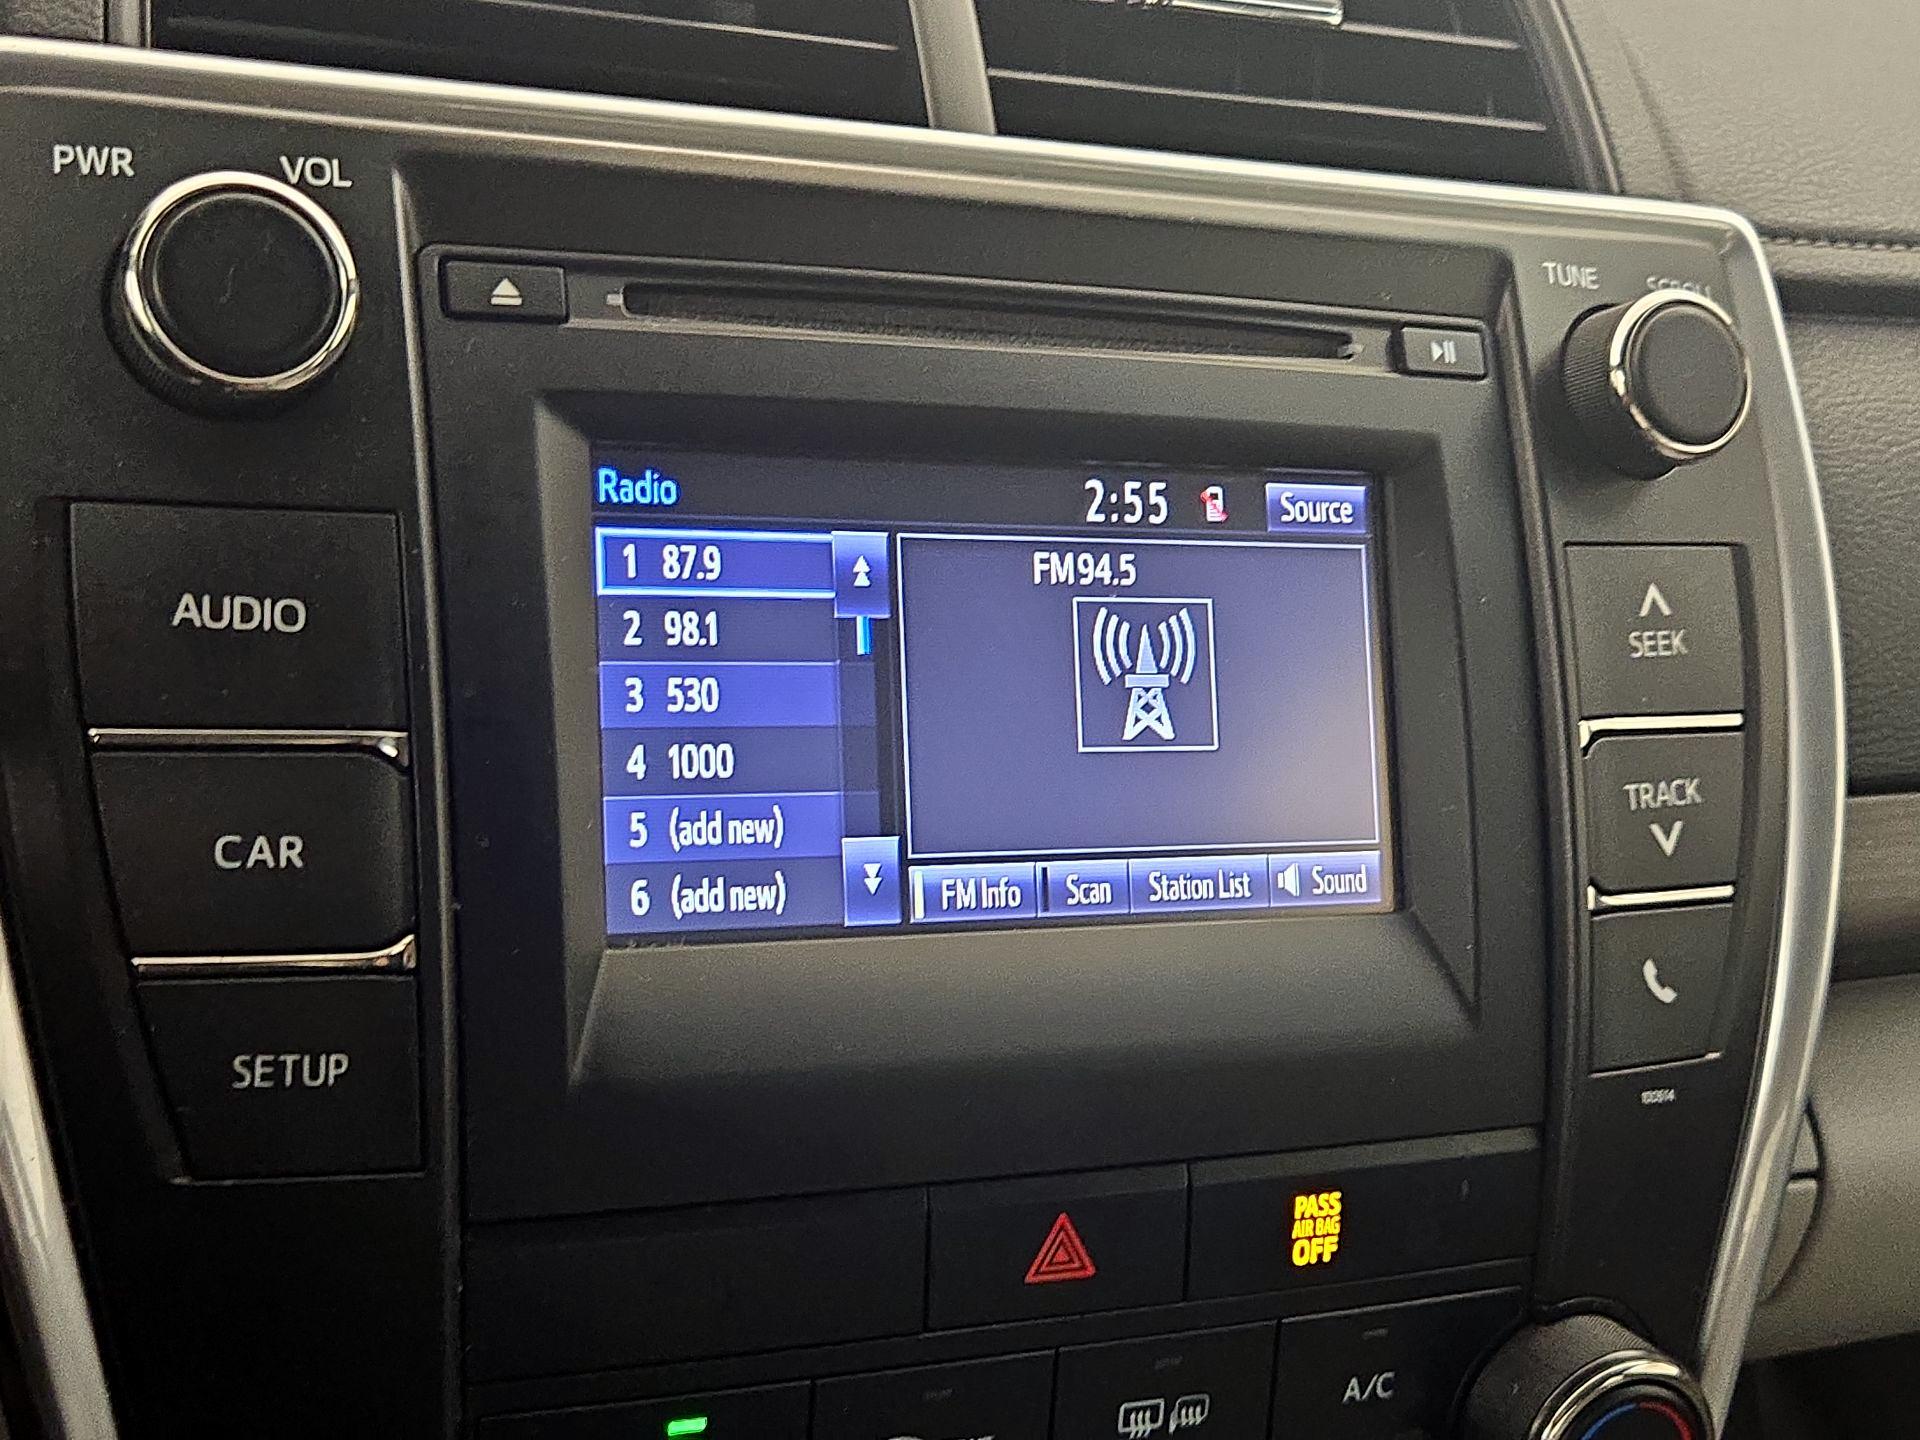 PWR
VOL
TUNE
SCROLL
Radio
2:55
Source
1 87.9
2 98.1
3 530
4 1000
5 (add new)
6 (add new)
FM94.5
FM Info
Scan
Station List
Sound
AUDIO
CAR
SETUP
SEEK
TRACK
PASS
AIR BAG
OFF
A/C